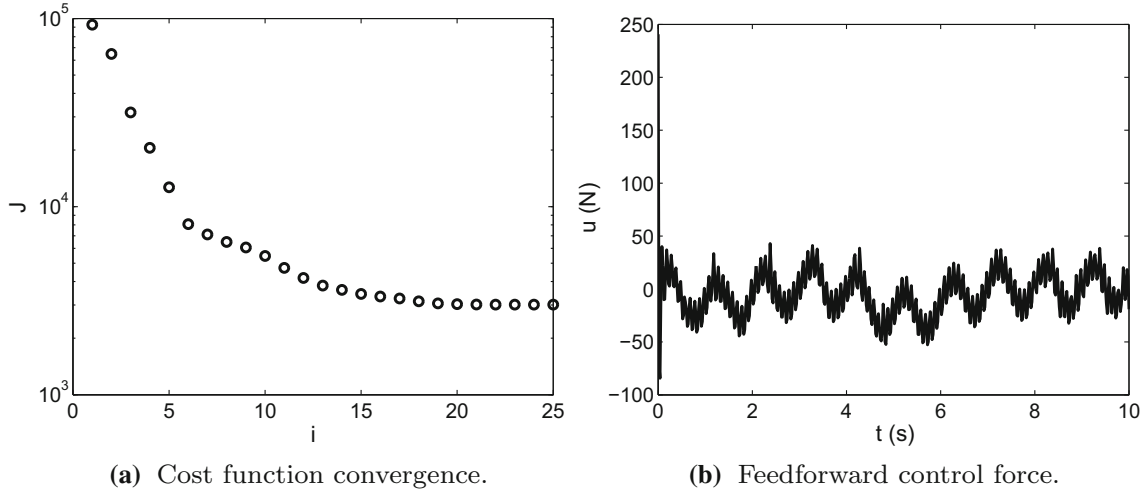 10^5
10^4
10^3
J
0 5 10 15 20 25
i
(a) Cost function convergence.
250
200
150
100
50
0
−50
−100
u (N)
0 2 4 6 8 10
t (s)
(b) Feedforward control force.